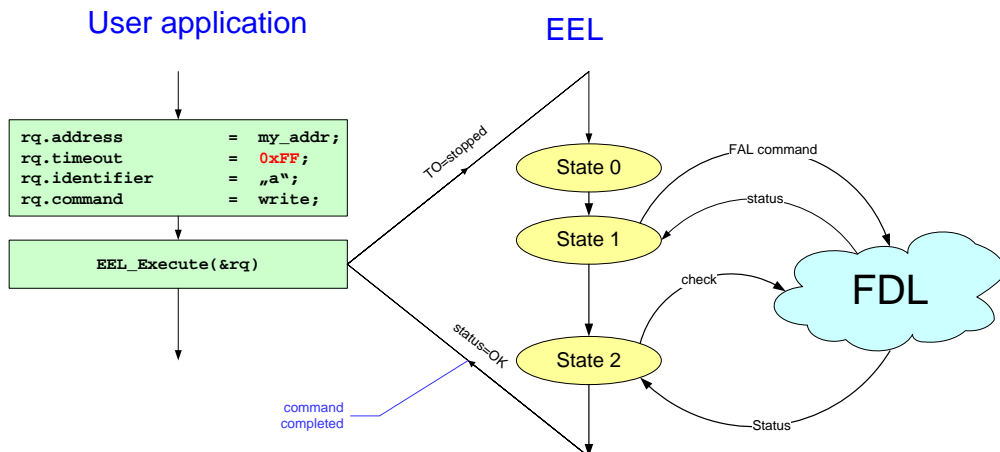 User application
EEL
rq.address = my_addr;
rq.timeout = 0xFF;
rq.identifier = „a“;
rq.command = write;
EEL_Execute(&rq)
TO=stopped
State 0
FAL command
status
State 1
check
FDL
status=OK
State 2
command
completed
Status